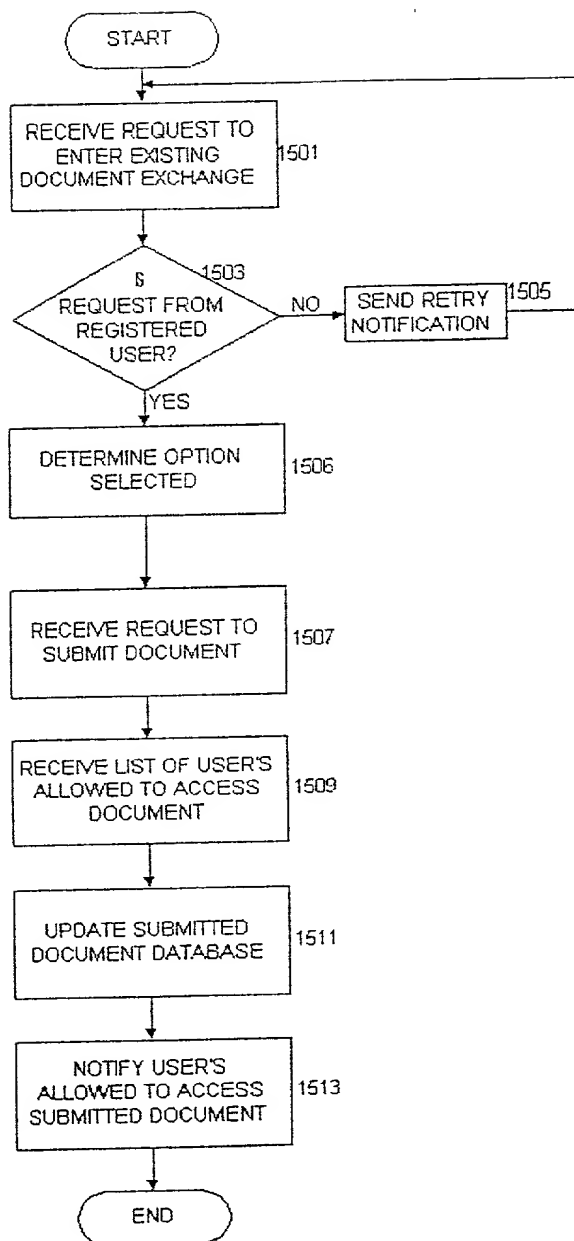 START
RECEIVE REQUEST TO
ENTER EXISTING
DOCUMENT EXCHANGE
1501
IS
REQUEST FROM
REGISTERED
USER?
1503
NO
SEND RETRY
NOTIFICATION
1505
YES
DETERMINE OPTION
SELECTED
1506
RECEIVE REQUEST TO
SUBMIT DOCUMENT
1507
RECEIVE LIST OF USER'S
ALLOWED TO ACCESS
DOCUMENT
1509
UPDATE SUBMITTED
DOCUMENT DATABASE
1511
NOTIFY USER'S
ALLOWED TO ACCESS
SUBMITTED DOCUMENT
1513
END